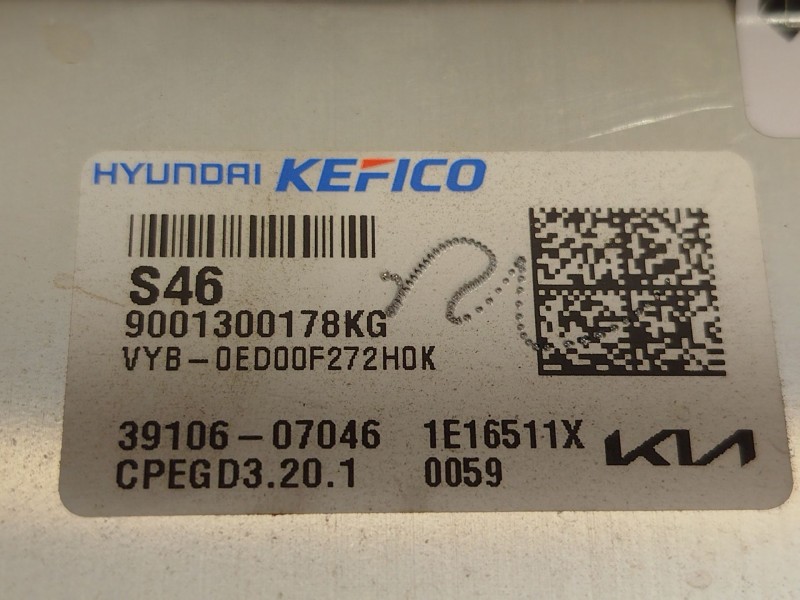 HYUNDAI KEFICO
S46
9001300178KG
VYB-0ED00F272H0K
39106-07046 1E16511X KIA
CPEGD3.20.1 0059